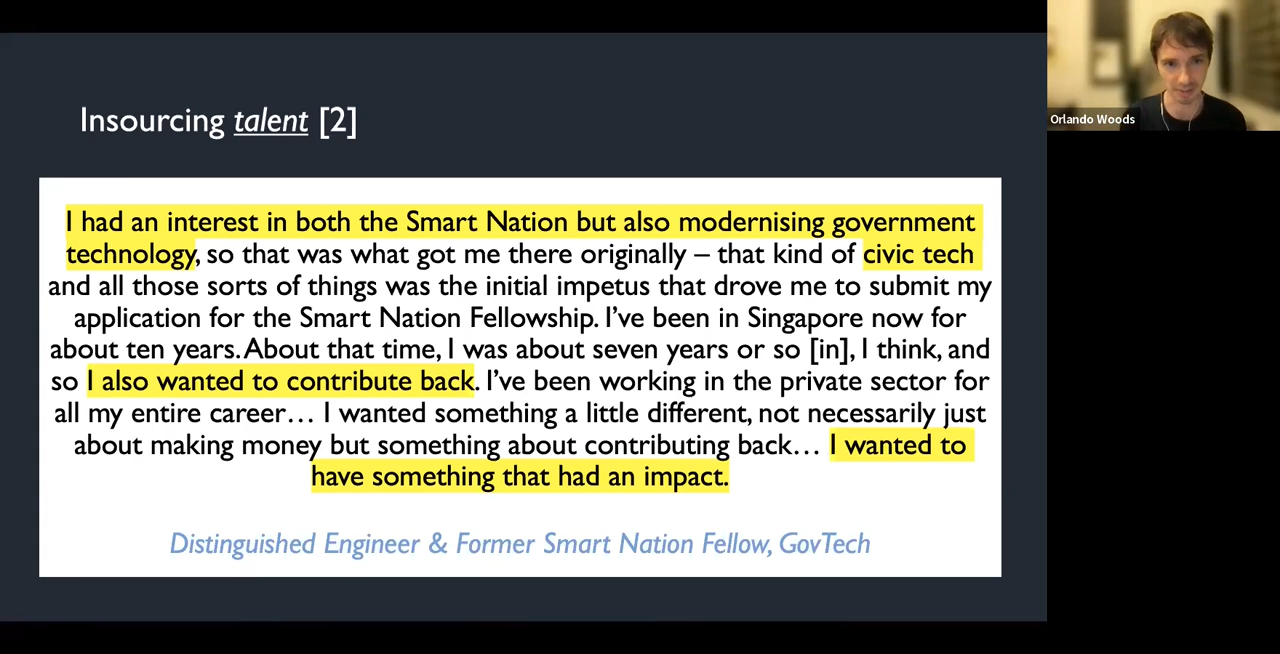 Insourcing talent [2]
I had an interest in both the Smart Nation but also modernising government
technology, so that was what got me there originally – that kind of civic tech
and all those sorts of things was the initial impetus that drove me to submit my
application for the Smart Nation Fellowship. I’ve been in Singapore now for
about ten years. About that time, I was about seven years or so [in], I think, and
so I also wanted to contribute back. I’ve been working in the private sector for
all my entire career… I wanted something a little different, not necessarily just
about making money but something about contributing back… I wanted to
have something that had an impact.
Distinguished Engineer & Former Smart Nation Fellow, GovTech
Orlando Woods